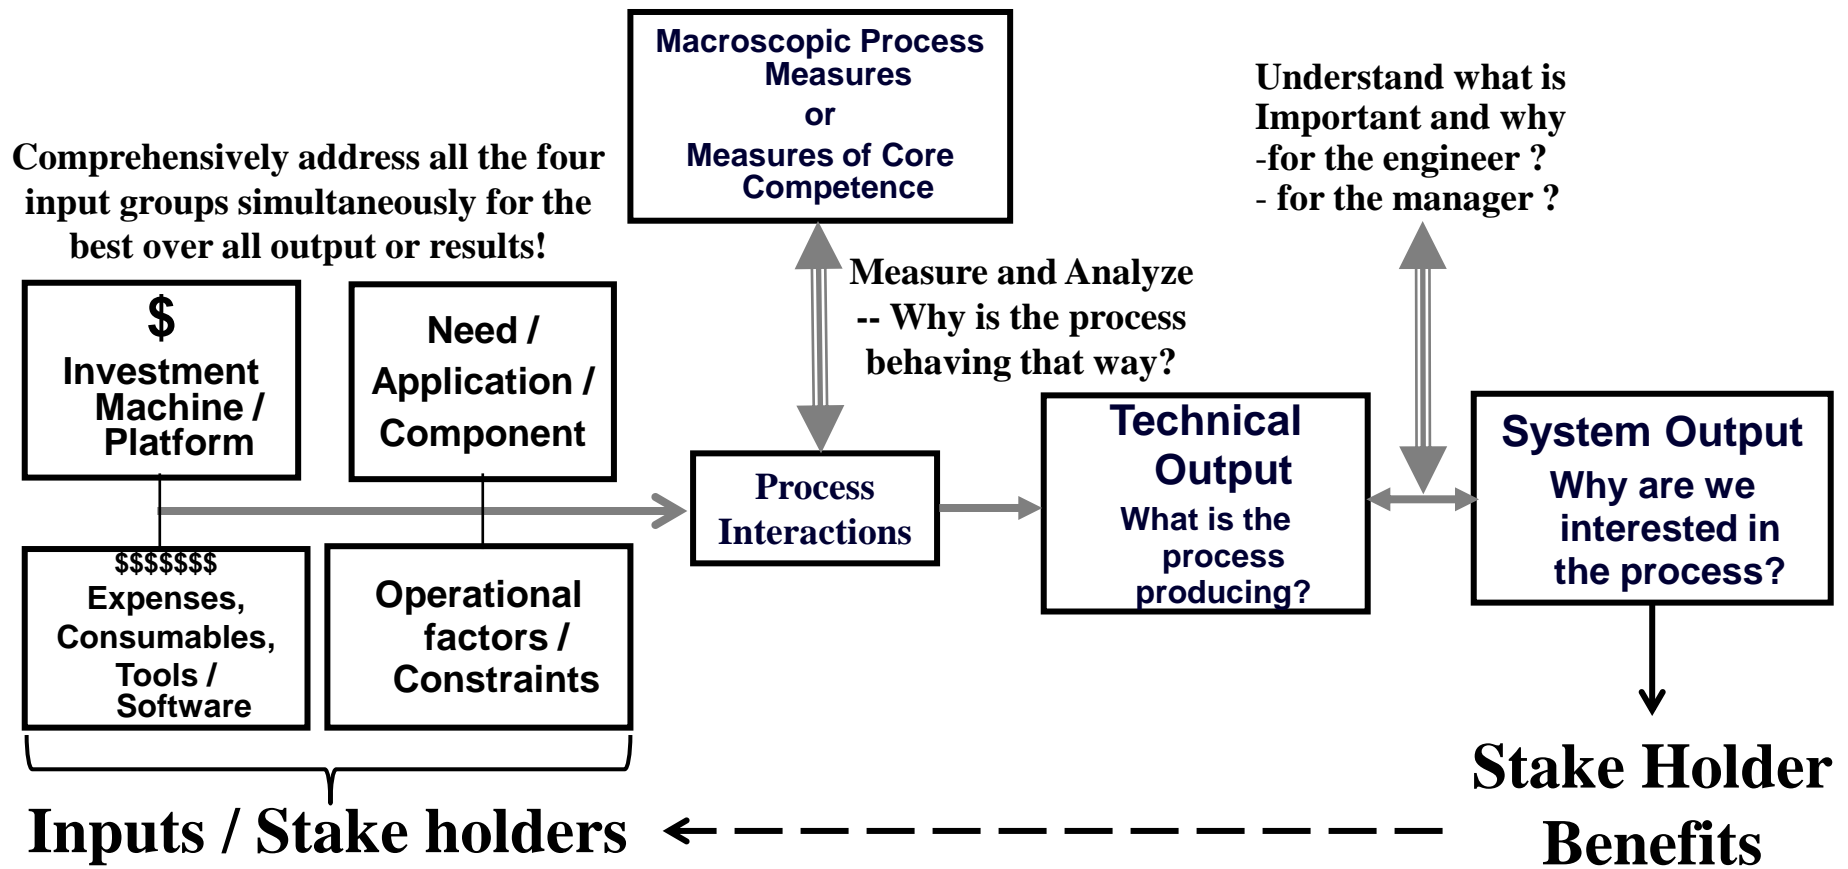 Macroscopic Process
Measures
or
Measures of Core
Competence
Understand what is
Important and why
-for the engineer ?
- for the manager ?
Comprehensively address all the four
input groups simultaneously for the
best over all output or results!
Measure and Analyze
-- Why is the process
behaving that way?
$
Investment
Machine /
Platform
Need /
Application /
Component
$$$$$$$
Expenses,
Consumables,
Tools /
Software
Operational
factors /
Constraints
Process
Interactions
Technical
Output
What is the
process
producing?
System Output
Why are we
interested in
the process?
Inputs / Stake holders
Stake Holder
Benefits